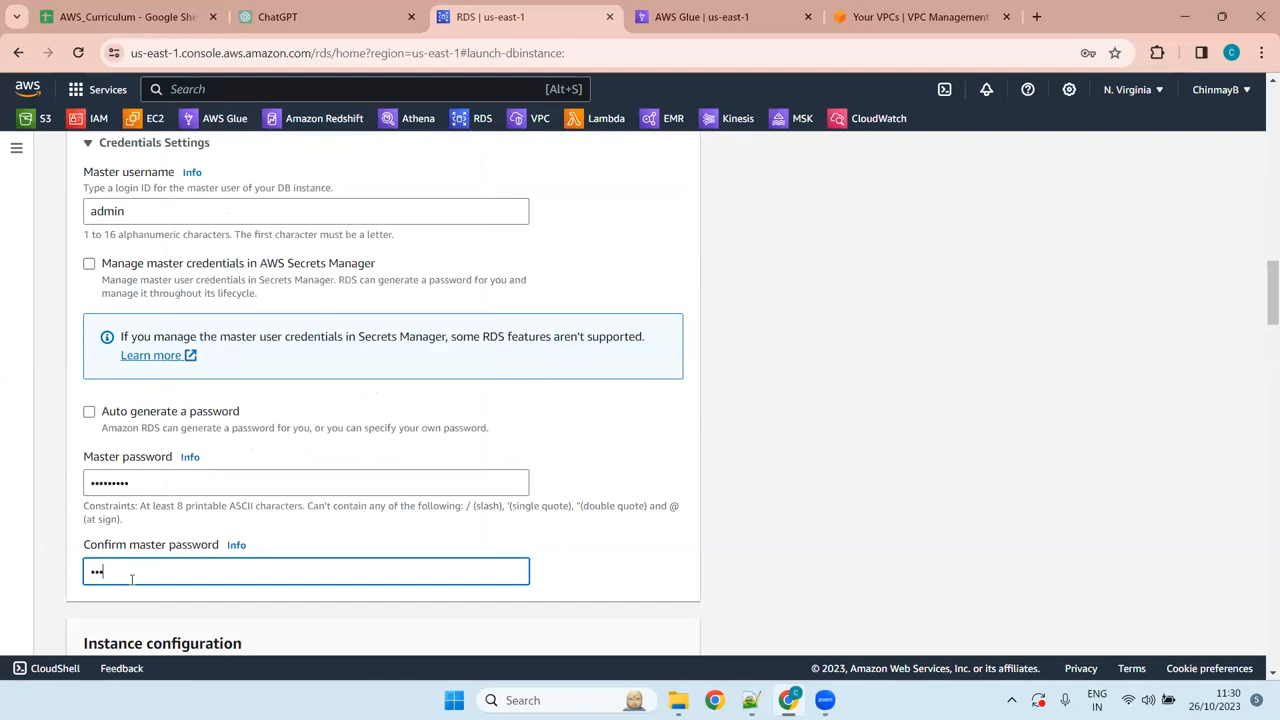 AWS_Curriculum - Google She
ChatGPT
RDS | us-east-1
AWS Glue | us-east-1
Your VPCs | VPC Management
us-east-1.console.aws.amazon.com/rds/home?region=us-east-1#launch-dbinstance:
C
aws
Services
Search
[Alt+S]
N. Virginia
ChinmayB
S3
IAM
EC2
AWS Glue
Amazon Redshift
Athena
RDS
VPC
Lambda
EMR
Kinesis
MSK
CloudWatch
Credentials Settings
Master username Info
Type a login ID for the master user of your DB instance.
admin
1 to 16 alphanumeric characters. The first character must be a letter.
Manage master credentials in AWS Secrets Manager
Manage master user credentials in Secrets Manager. RDS can generate a password for you and
manage it throughout its lifecycle.
If you manage the master user credentials in Secrets Manager, some RDS features aren't supported.
Learn more
Auto generate a password
Amazon RDS can generate a password for you, or you can specify your own password.
Master password Info
•••••••••
Constraints: At least 8 printable ASCII characters. Can't contain any of the following: / (slash), '(single quote), "(double quote) and @
(at sign).
Confirm master password Info
•••
Instance configuration
CloudShell
Feedback
© 2023, Amazon Web Services, Inc. or its affiliates.
Privacy
Terms
Cookie preferences
Search
C
zoom
ENG
IN
11:30
26/10/2023